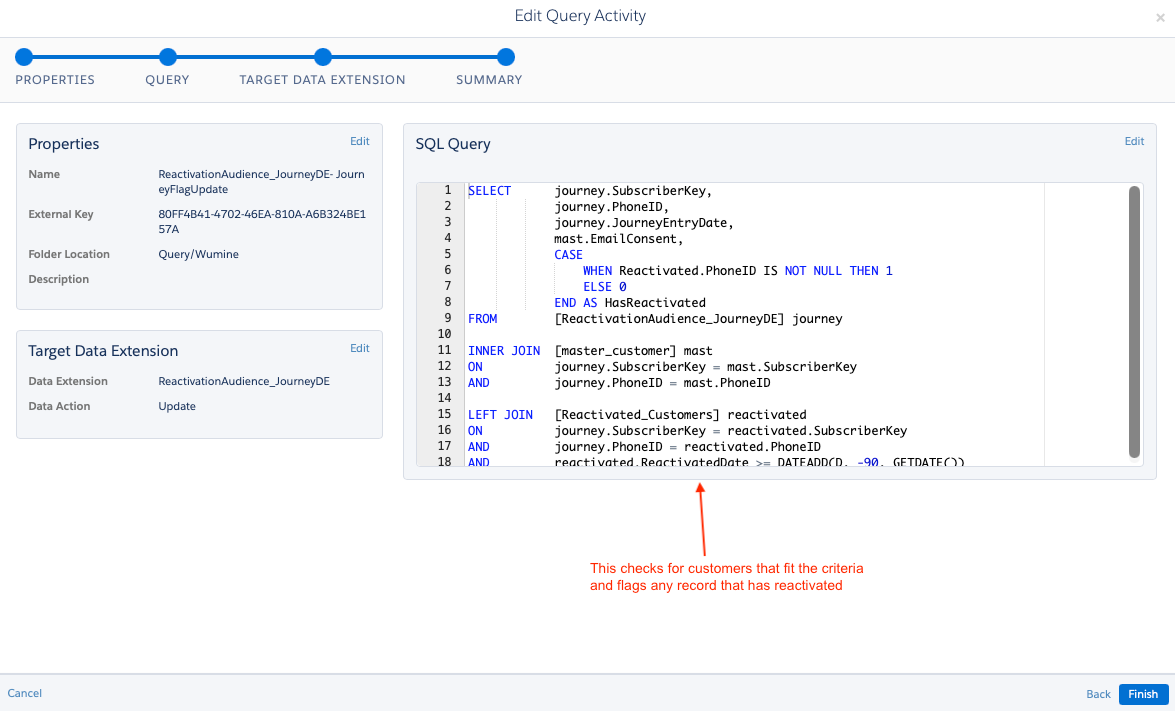 Edit Query Activity
×
PROPERTIES
QUERY
TARGET DATA EXTENSION
SUMMARY
Properties
Edit
Name
ReactivationAudience_JourneyDE- Journ
eyFlagUpdate
External Key
80FF4B41-4702-46EA-810A-A6B324BE1
57A
Folder Location
Query/Wumine
Description
Target Data Extension
Edit
Data Extension
ReactivationAudience_JourneyDE
Data Action
Update
SQL Query
Edit
1 SELECT journey.SubscriberKey,
2 journey.PhoneID,
3 journey.JourneyEntryDate,
4 mast.EmailConsent,
5 CASE
6 WHEN Reactivated.PhoneID IS NOT NULL THEN 1
7 ELSE 0
8 END AS HasReactivated
9 FROM [ReactivationAudience_JourneyDE] journey
10
11 INNER JOIN [master_customer] mast
12 ON journey.SubscriberKey = mast.SubscriberKey
13 AND journey.PhoneID = mast.PhoneID
14
15 LEFT JOIN [Reactivated_Customers] reactivated
16 ON journey.SubscriberKey = reactivated.SubscriberKey
17 AND journey.PhoneID = reactivated.PhoneID
18 AND reactivated.ReactivatedDate >= DATEADD(D, -90, GETDATE())
This checks for customers that fit the criteria
and flags any record that has reactivated
Cancel
Back
Finish